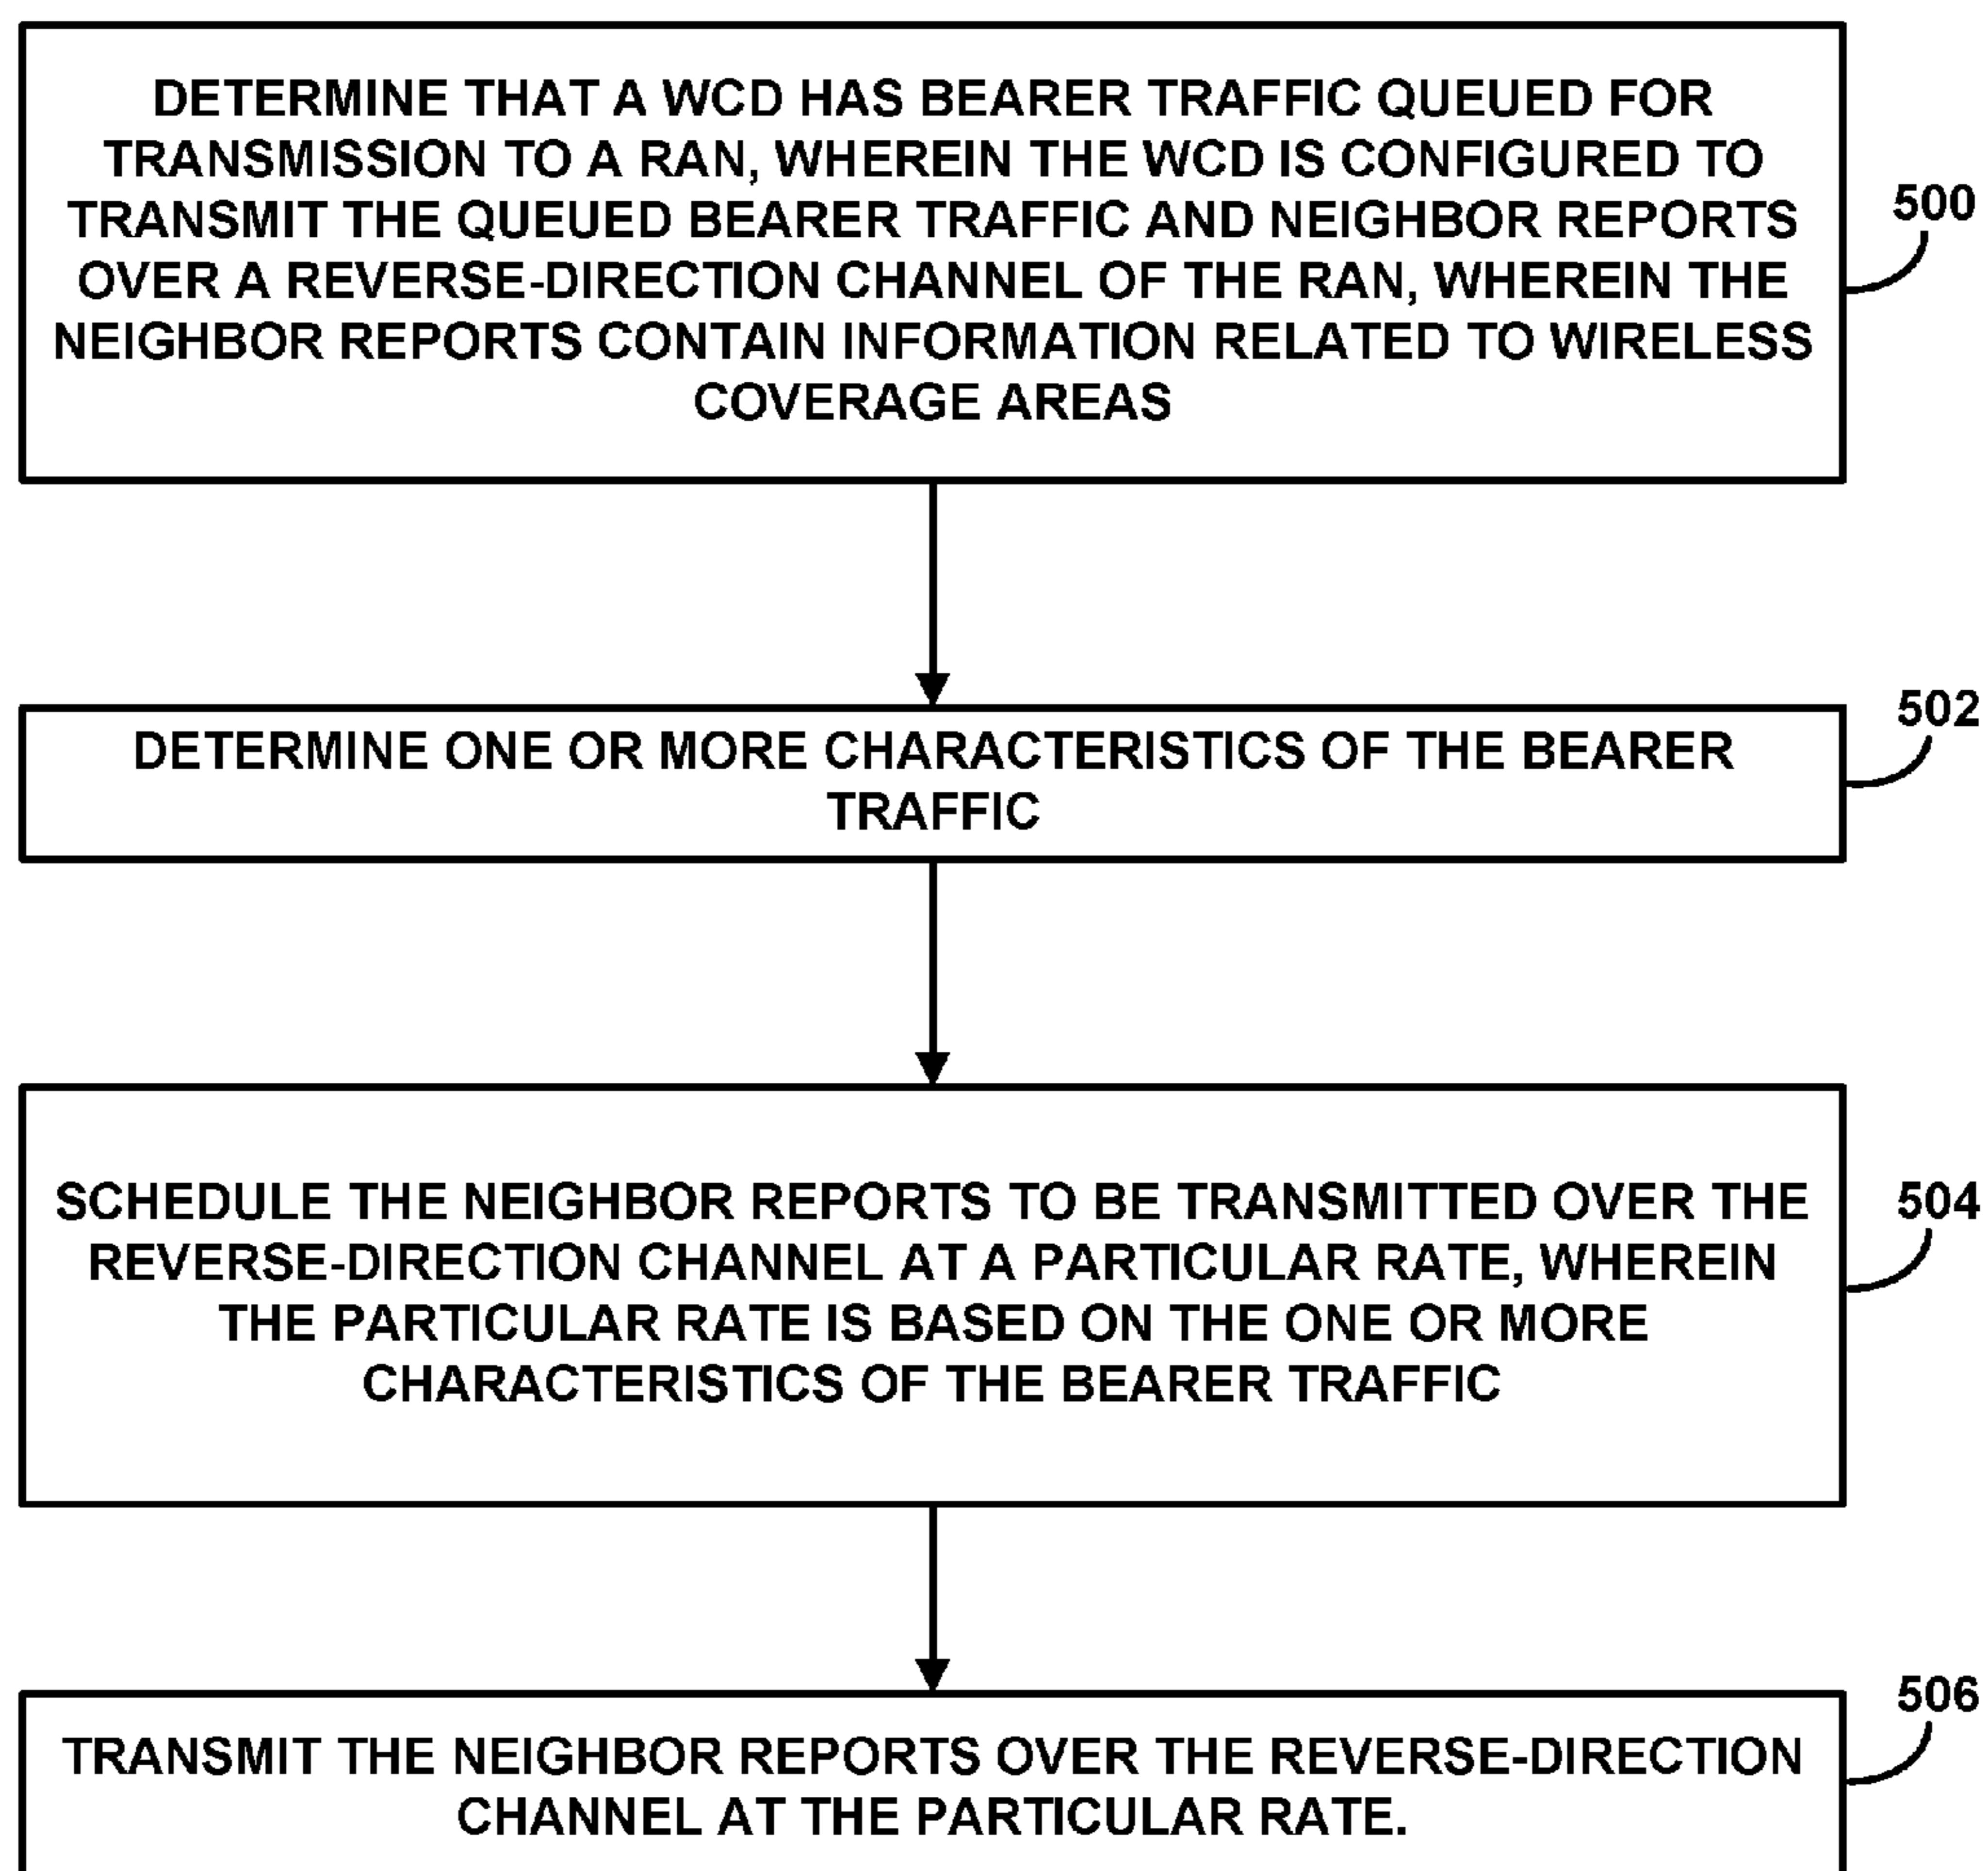 DETERMINE THAT A WCD HAS BEARER TRAFFIC QUEUED FOR
TRANSMISSION TO A RAN, WHEREIN THE WCD IS CONFIGURED TO
TRANSMIT THE QUEUED BEARER TRAFFIC AND NEIGHBOR REPORTS
OVER A REVERSE-DIRECTION CHANNEL OF THE RAN, WHEREIN THE
NEIGHBOR REPORTS CONTAIN INFORMATION RELATED TO WIRELESS
COVERAGE AREAS
500
DETERMINE ONE OR MORE CHARACTERISTICS OF THE BEARER
TRAFFIC
502
SCHEDULE THE NEIGHBOR REPORTS TO BE TRANSMITTED OVER THE
REVERSE-DIRECTION CHANNEL AT A PARTICULAR RATE, WHEREIN
THE PARTICULAR RATE IS BASED ON THE ONE OR MORE
CHARACTERISTICS OF THE BEARER TRAFFIC
504
TRANSMIT THE NEIGHBOR REPORTS OVER THE REVERSE-DIRECTION
CHANNEL AT THE PARTICULAR RATE.
506